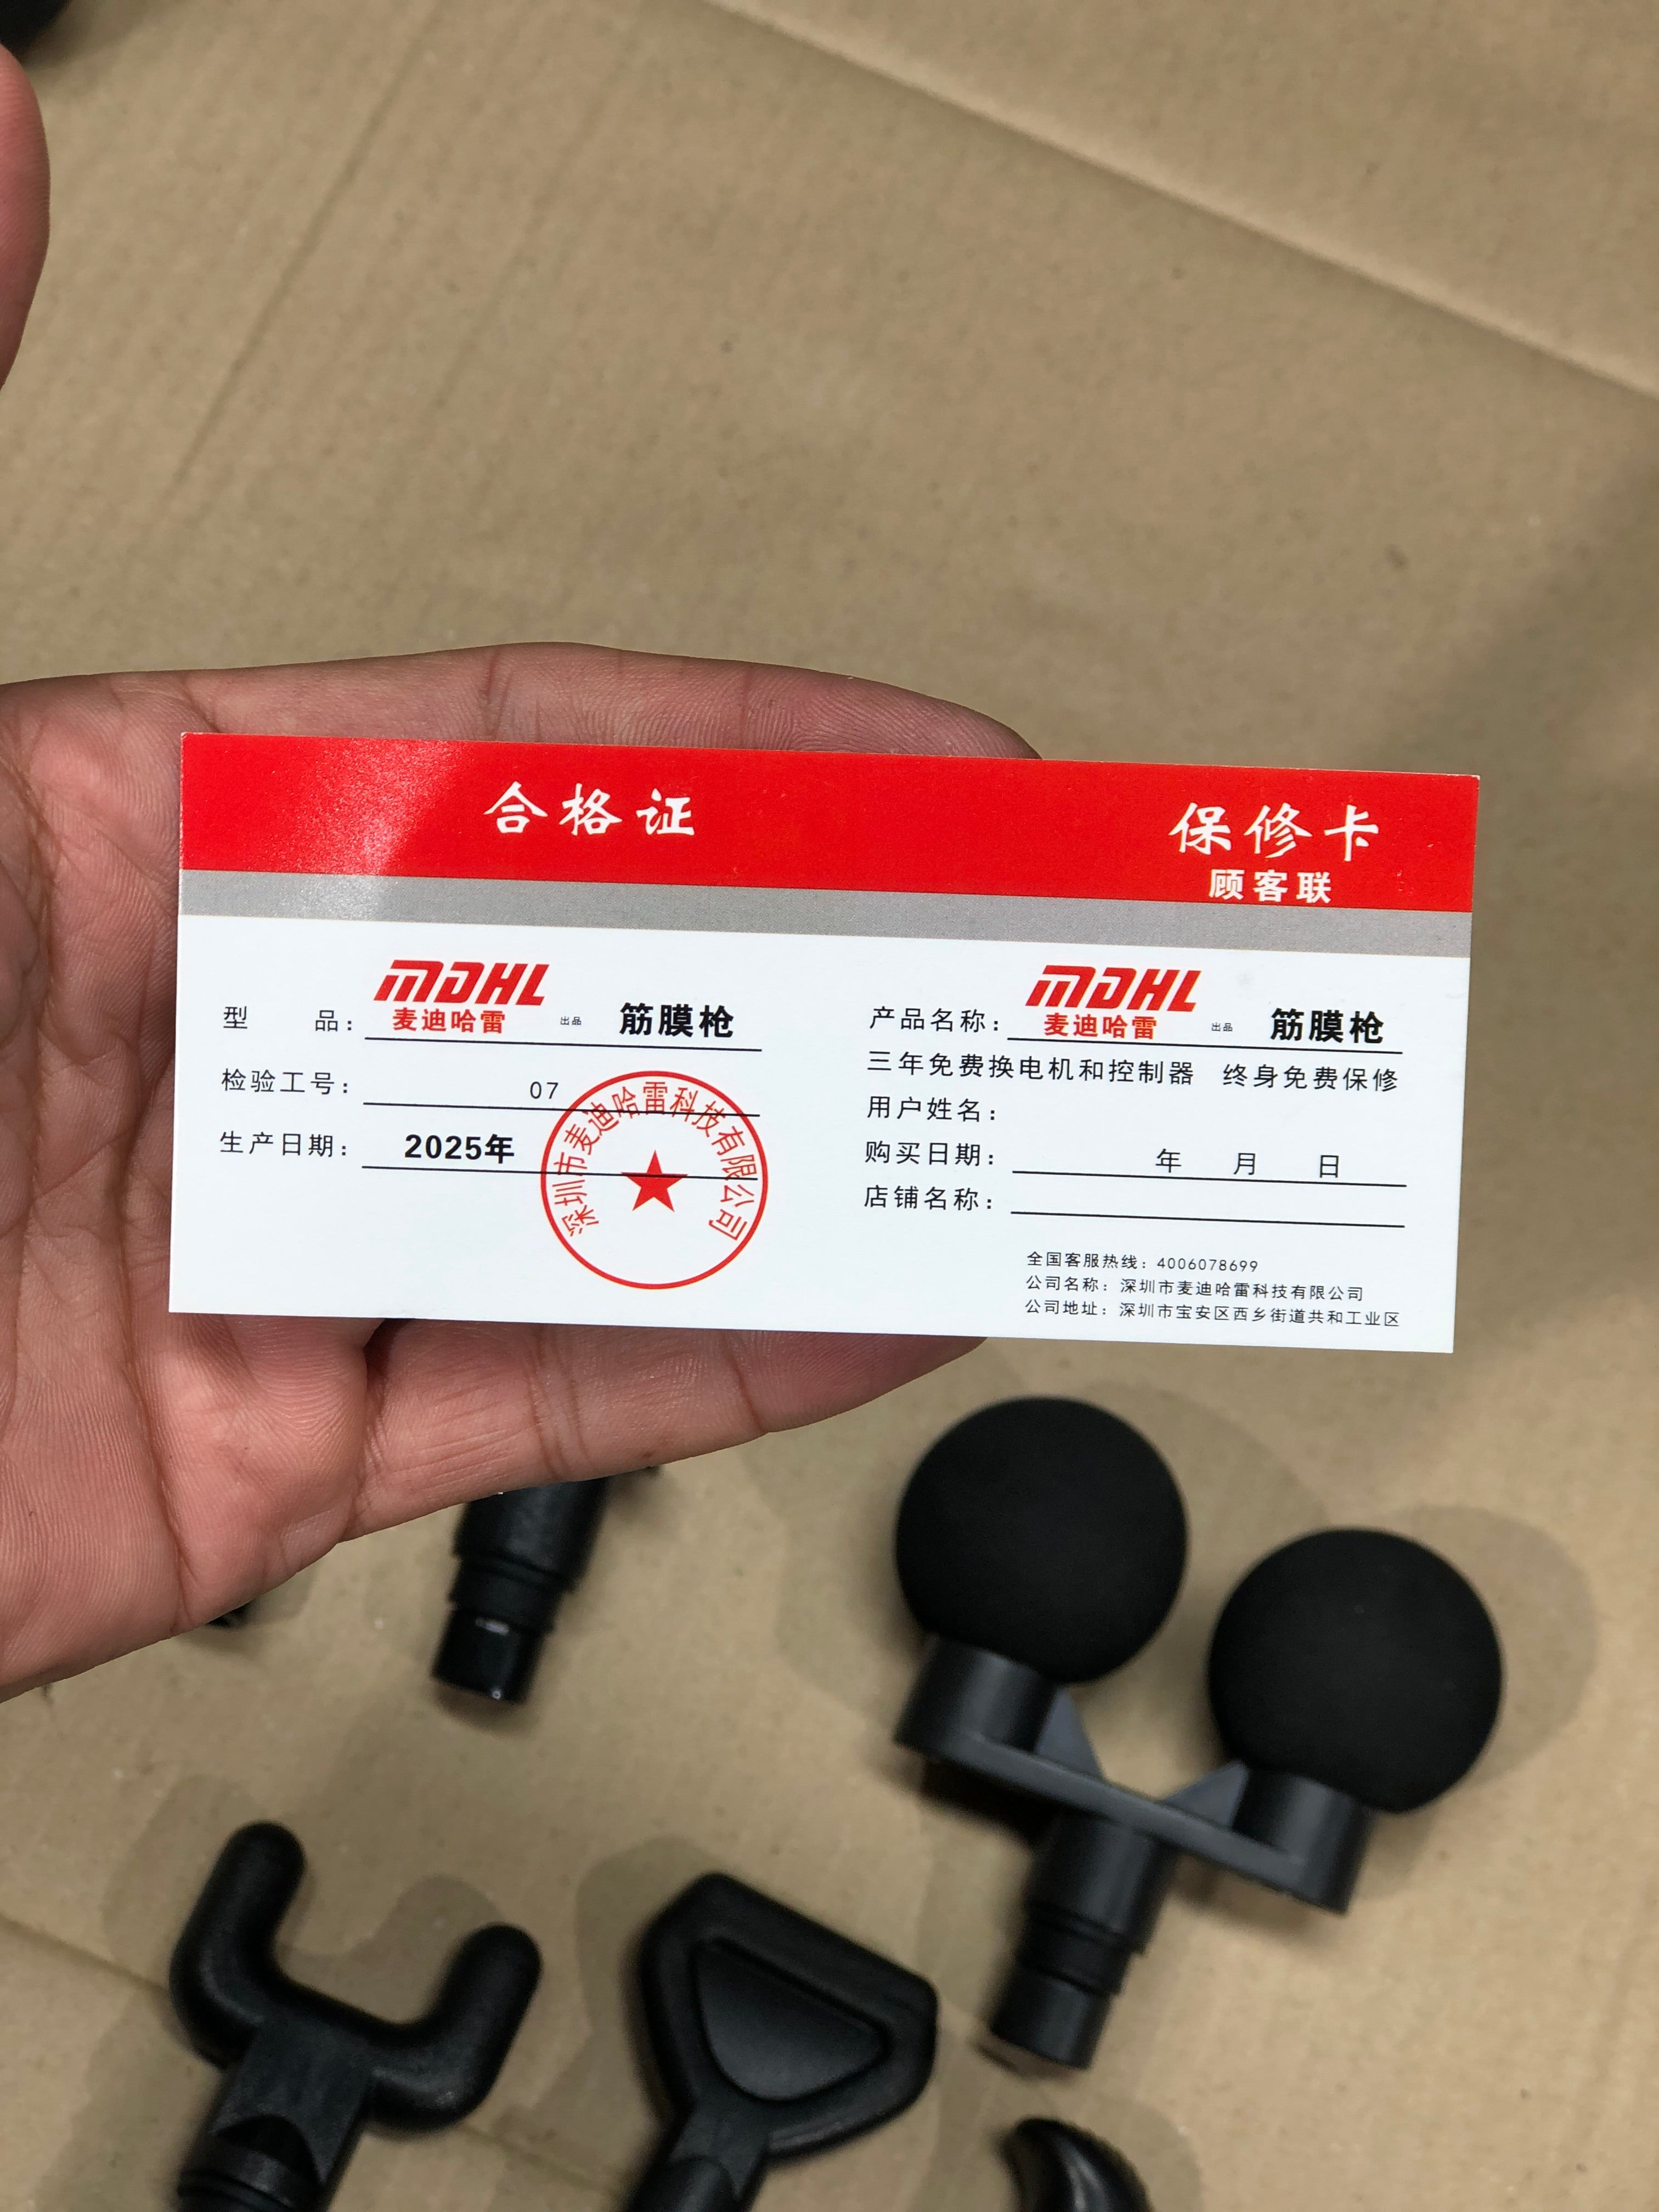 合格证
型 品: MDHL 麦迪哈雷 出品 筋膜枪
检验工号: 07
生产日期: 2025年
深圳市麦迪哈雷科技有限公司
保修卡
顾客联
产品名称: MDHL 麦迪哈雷 出品 筋膜枪
三年免费换电机和控制器 终身免费保修
用户姓名:
购买日期: 年 月 日
店铺名称:
全国客服热线: 4006078699
公司名称: 深圳市麦迪哈雷科技有限公司
公司地址: 深圳市宝安区西乡街道共和工业区